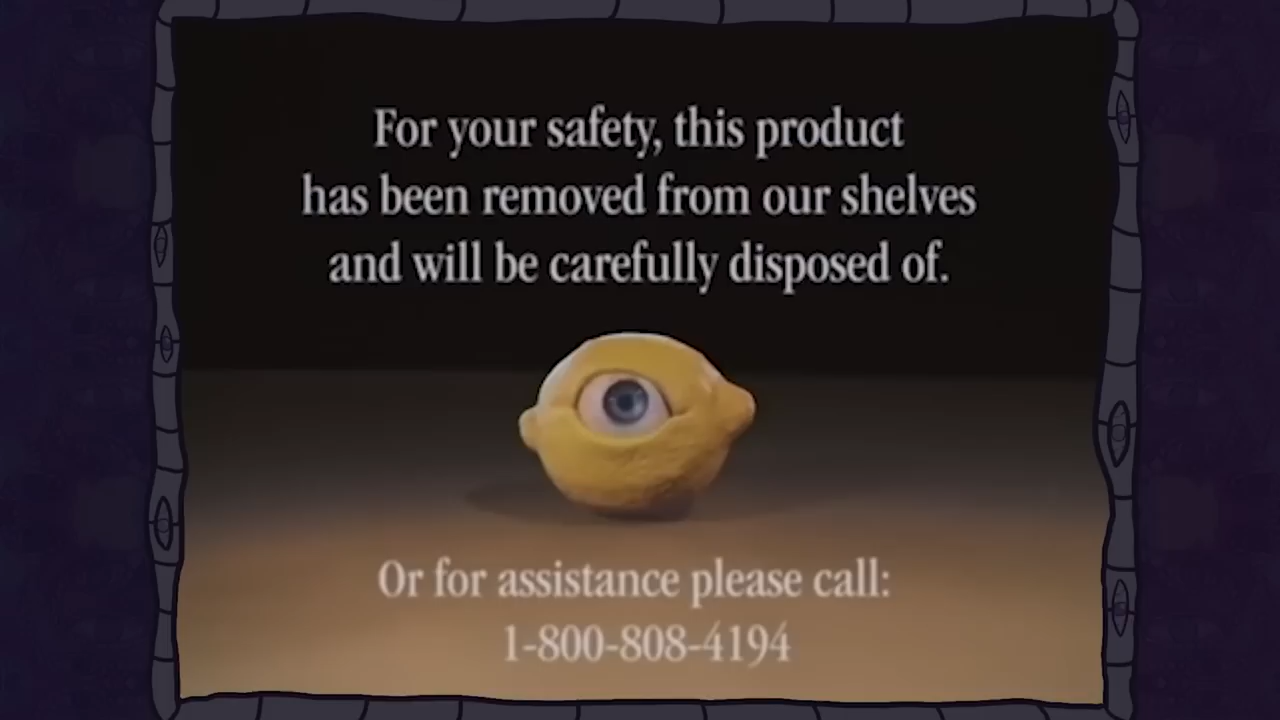 For your safety, this product
has been removed from our shelves
and will be carefully disposed of.
Or for assistance please call:
1-800-808-4194